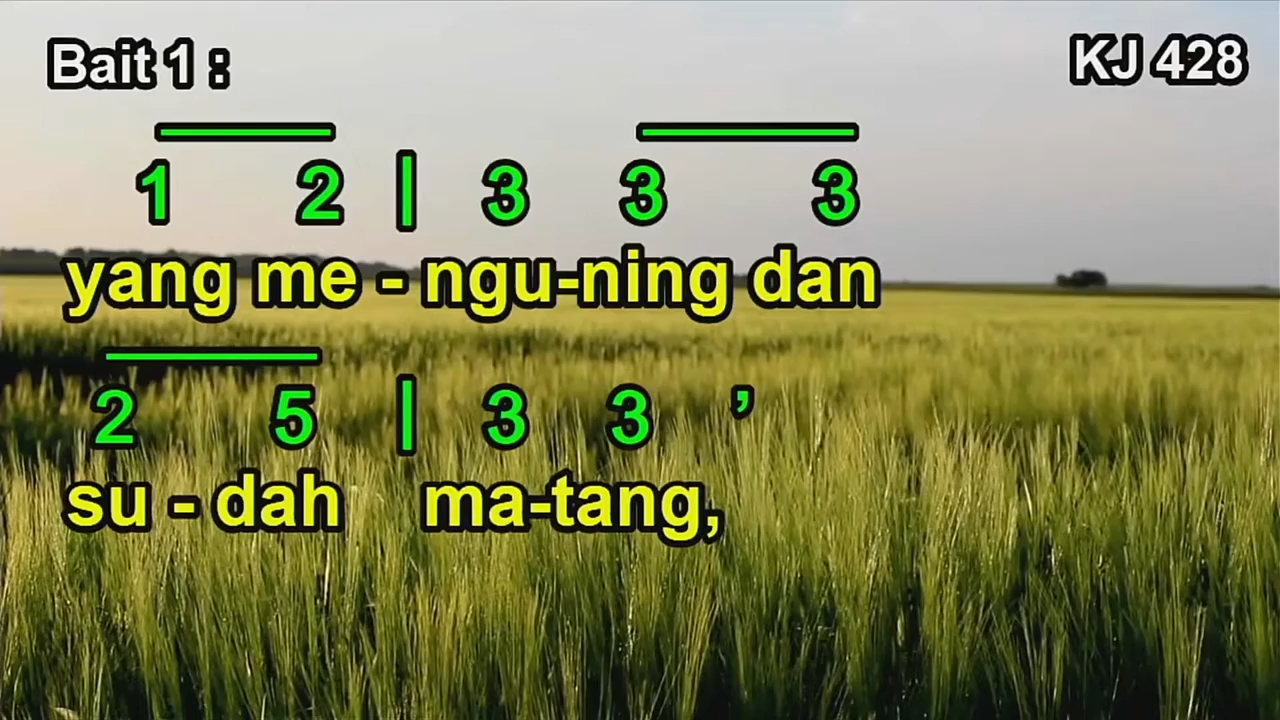 Bait 1 :
KJ 428
1 2 | 3 3 3
yang me - ngu-ning dan
2 5 | 3 3 ’
su - dah ma-tang,